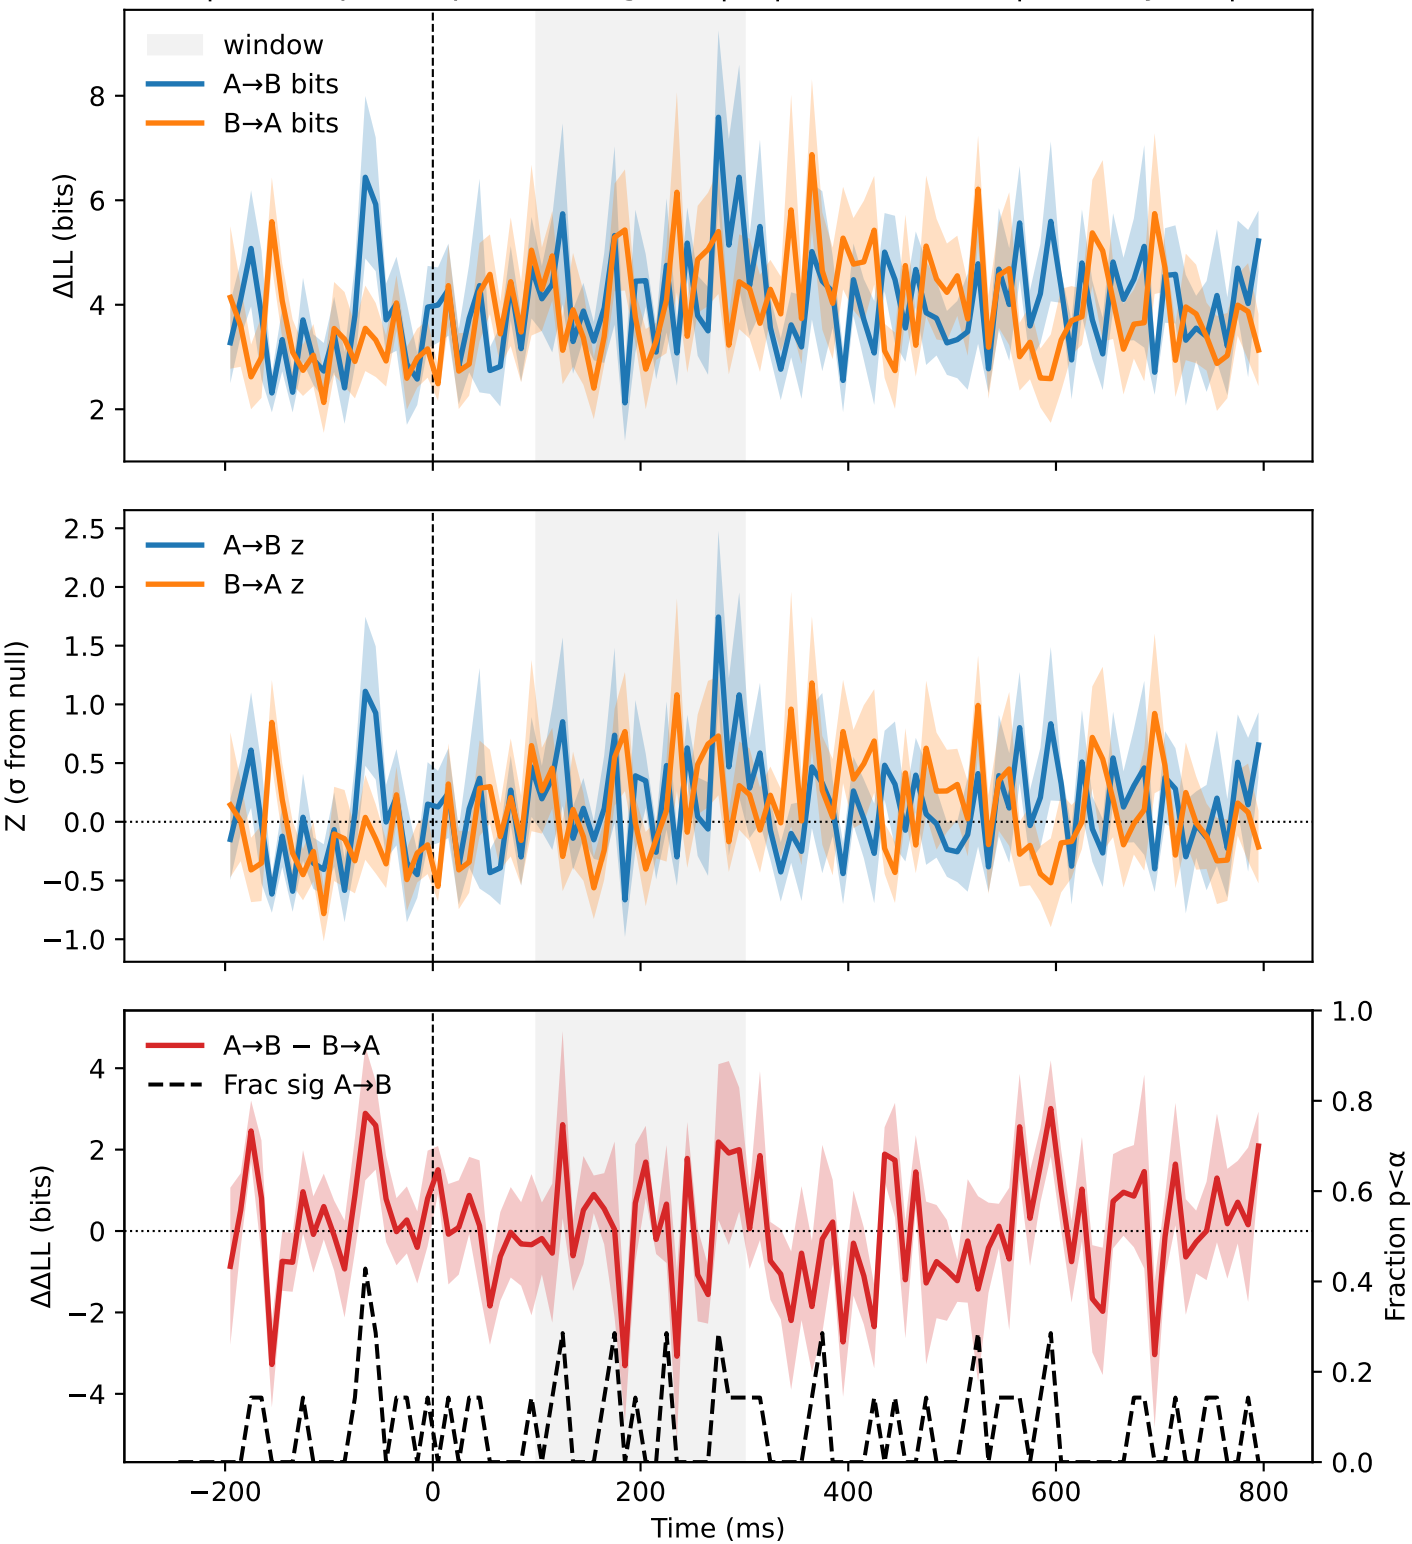 window
A→B bits
B→A bits
ΔLL (bits)
8
6
4
2
A→B z
B→A z
Z (σ from null)
2.5
2.0
1.5
1.0
0.5
0.0
−0.5
−1.0
A→B − B→A
Frac sig A→B
ΔΔLL (bits)
4
2
0
−2
−4
1.0
0.8
0.6
0.4
0.2
0.0
Fraction p<α
−200
0
200
400
600
800
Time (ms)